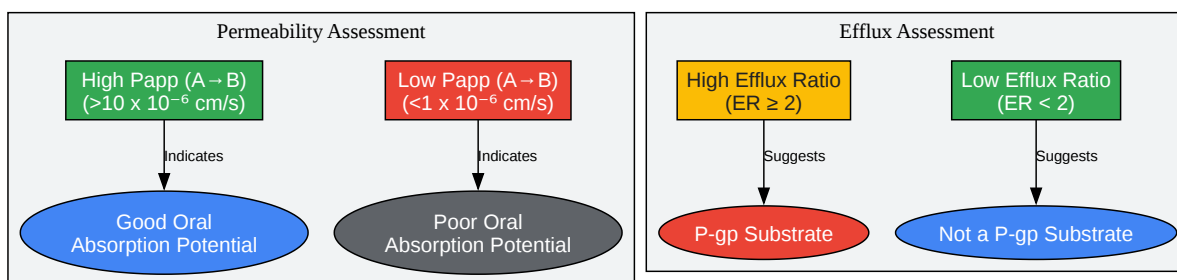 Permeability Assessment
High Papp (A→B)
(>10 x 10⁻⁶ cm/s)
Indicates
Good Oral
Absorption Potential
Low Papp (A→B)
(<1 x 10⁻⁶ cm/s)
Indicates
Poor Oral
Absorption Potential
Efflux Assessment
High Efflux Ratio
(ER ≥ 2)
Suggests
P-gp Substrate
Low Efflux Ratio
(ER < 2)
Suggests
Not a P-gp Substrate